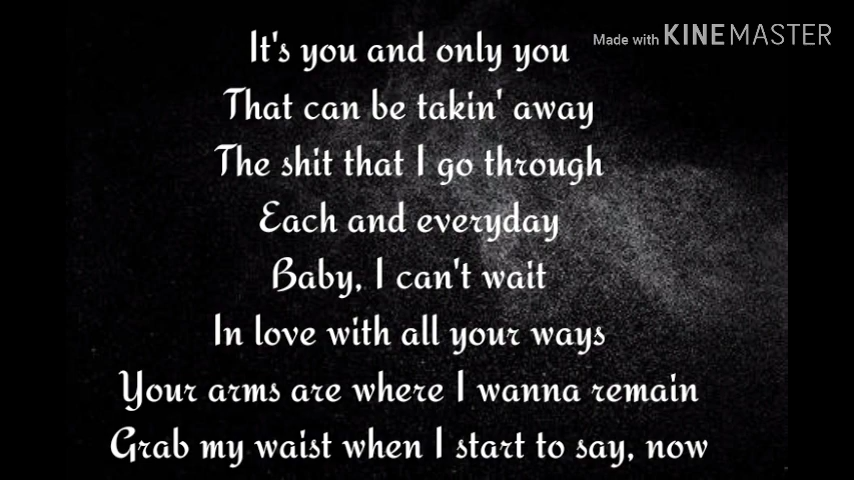 It's you and only you
Made with KINEMASTER
That can be takin' away
The shit that I go through
Each and everyday
Baby, I can't wait
In love with all your ways
Your arms are where I wanna remain
Grab my waist when I start to say, now